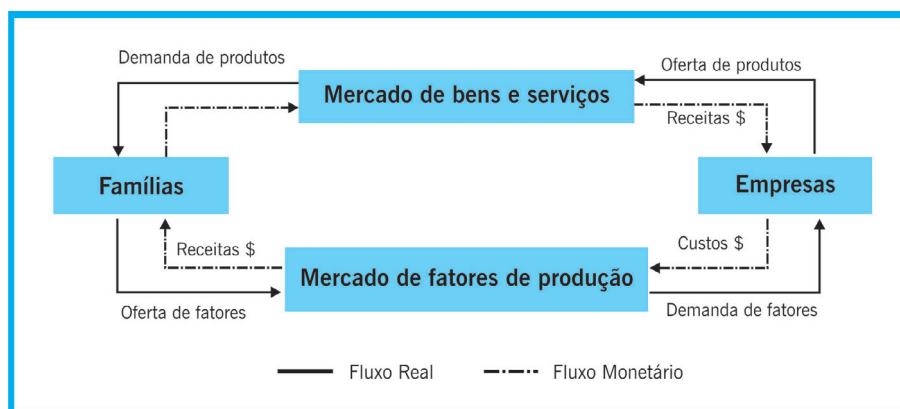 Demanda de produtos
Oferta de produtos
Mercado de bens e serviços
Receitas $
Famílias
Empresas
Receitas $
Custos $
Mercado de fatores de produção
Oferta de fatores
Demanda de fatores
Fluxo Real
Fluxo Monetário